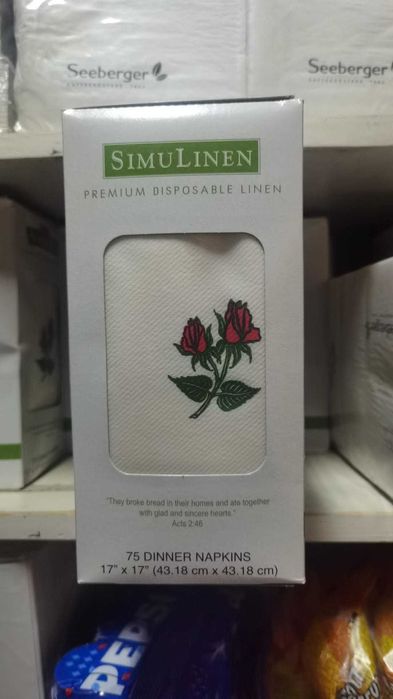 Seeberger
Seeberger
SIMULINEN
PREMIUM DISPOSABLE LINEN
"They broke bread in their homes and ate together
with glad and sincere hearts."
Acts 2:46
75 DINNER NAPKINS
17" x 17" (43.18 cm x 43.18 cm)
PEPS